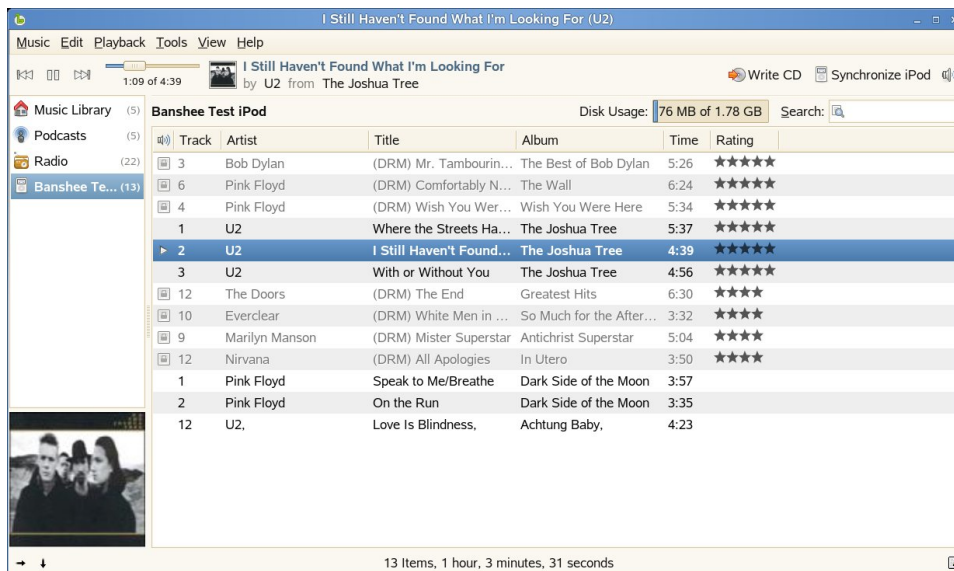 I Still Haven't Found What I'm Looking For (U2)
Music Edit Playback Tools View Help
1:09 of 4:39
I Still Haven't Found What I'm Looking For
by U2 from The Joshua Tree
Write CD Synchronize iPod
Music Library (5)
Podcasts (5)
Radio (22)
Banshee Te... (13)
Banshee Test iPod Disk Usage: 76 MB of 1.78 GB Search:
Track Artist Title Album Time Rating
3 Bob Dylan (DRM) Mr. Tambourin... The Best of Bob Dylan 5:26
6 Pink Floyd (DRM) Comfortably N... The Wall 6:24
4 Pink Floyd (DRM) Wish You Wer... Wish You Were Here 5:34
1 U2 Where the Streets Ha... The Joshua Tree 5:37
2 U2 I Still Haven't Found... The Joshua Tree 4:39
3 U2 With or Without You The Joshua Tree 4:56
12 The Doors (DRM) The End Greatest Hits 6:30
10 Everclear (DRM) White Men in ... So Much for the After... 3:32
9 Marilyn Manson (DRM) Mister Superstar Antichrist Superstar 5:04
12 Nirvana (DRM) All Apologies In Utero 3:50
1 Pink Floyd Speak to Me/Breathe Dark Side of the Moon 3:57
2 Pink Floyd On the Run Dark Side of the Moon 3:35
12 U2, Love Is Blindness, Achtung Baby, 4:23
13 Items, 1 hour, 3 minutes, 31 seconds